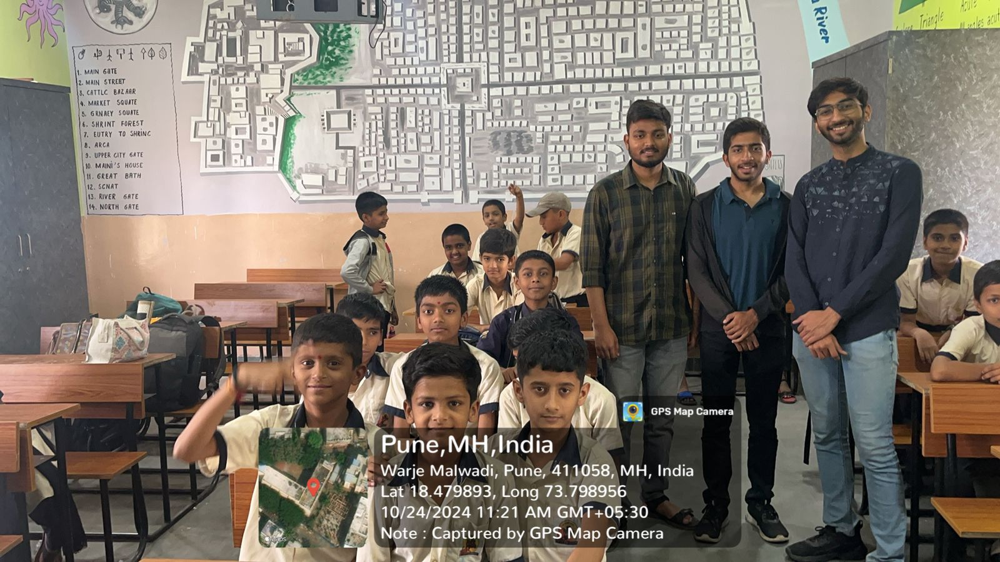 1. MAIN GATE
2. MAIN STREET
3. CATTLC BAZAAR
4. MARKET SQUATE
5. GRNAEY SQUATE
6. SHRINT FOREST
7. EUTRY TO SHRINC
8. ARCA
9. UPPER CITY GATE
10. MAINI'S HOUSE
11. GREAT BATH
12. SCNAT
13. RIVER GATE
14. NORTH GATE
River
Triangle
Acute
All angles acut
GPS Map Camera
Pune,MH,India
Warje Malwadi, Pune, 411058, MH, India
Lat 18.479893, Long 73.798956
10/24/2024 11:21 AM GMT+05:30
Note : Captured by GPS Map Camera
Maps